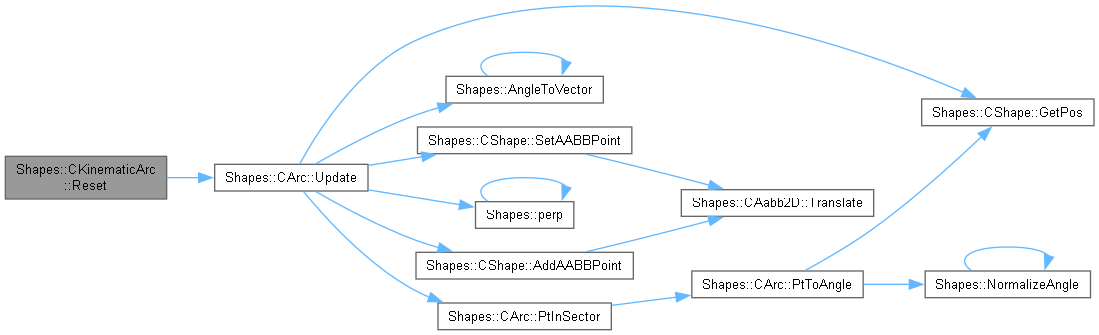 Shapes::CKinematicArc
::Reset
Shapes::CArc::Update
Shapes::AngleToVector
Shapes::CShape::SetAABBPoint
Shapes::perp
Shapes::CShape::AddAABBPoint
Shapes::CArc::PtInSector
Shapes::CAabb2D::Translate
Shapes::CArc::PtToAngle
Shapes::CShape::GetPos
Shapes::NormalizeAngle